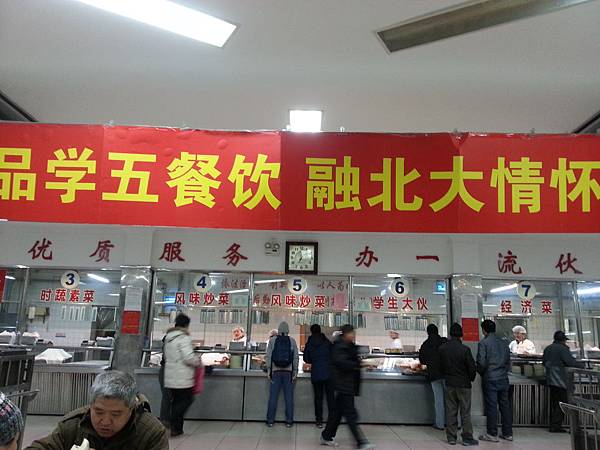 品学五餐饮 融北大情怀
优质服务 办一流伙
3 4 5 6 7
时蔬素菜 风味炒菜 风味炒菜 学生大伙 经济菜